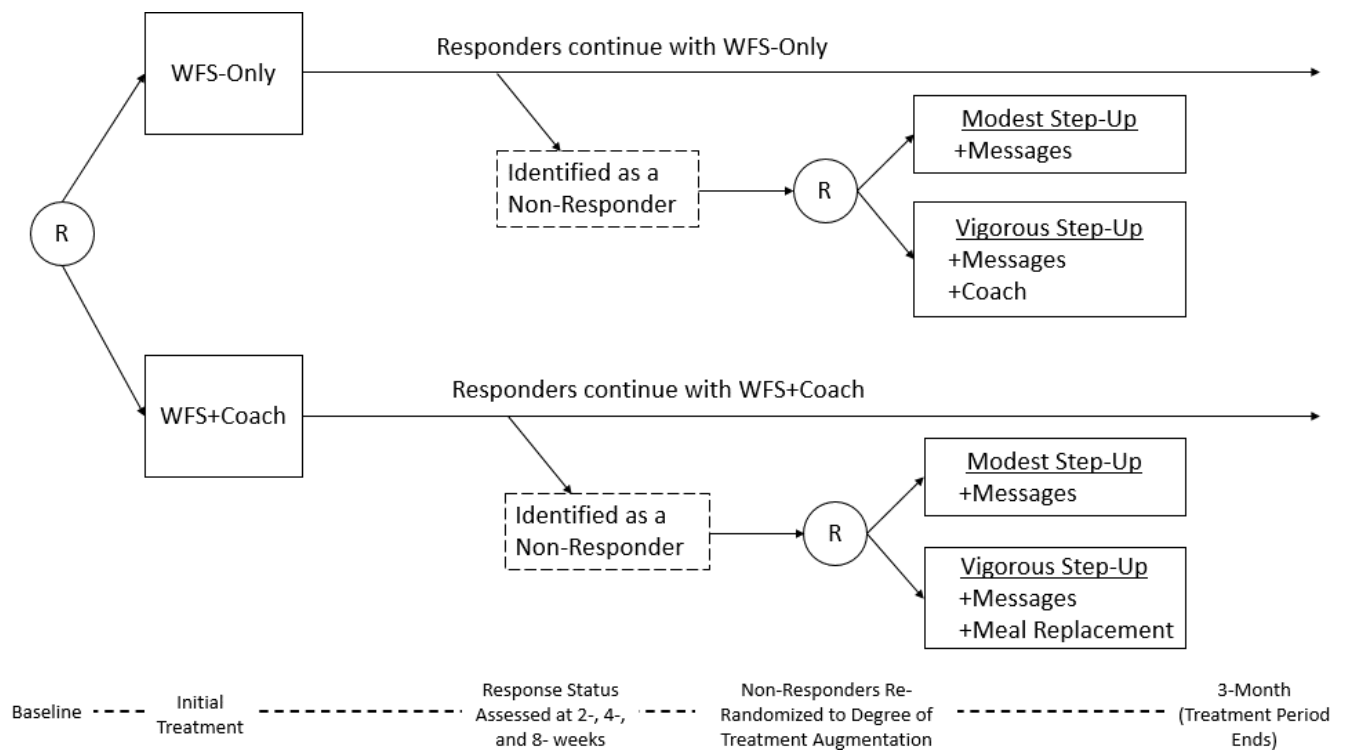 WFS-Only
Responders continue with WFS-Only
Identified as a
Non-Responder
R
Modest Step-Up
+Messages
Vigorous Step-Up
+Messages
+Coach
R
WFS+Coach
Responders continue with WFS+Coach
Identified as a
Non-Responder
R
Modest Step-Up
+Messages
Vigorous Step-Up
+Messages
+Meal Replacement
Baseline
Initial
Treatment
Response Status
Assessed at 2-, 4-,
and 8- weeks
Non-Responders Re-
Randomized to Degree of
Treatment Augmentation
3-Month
(Treatment Period
Ends)